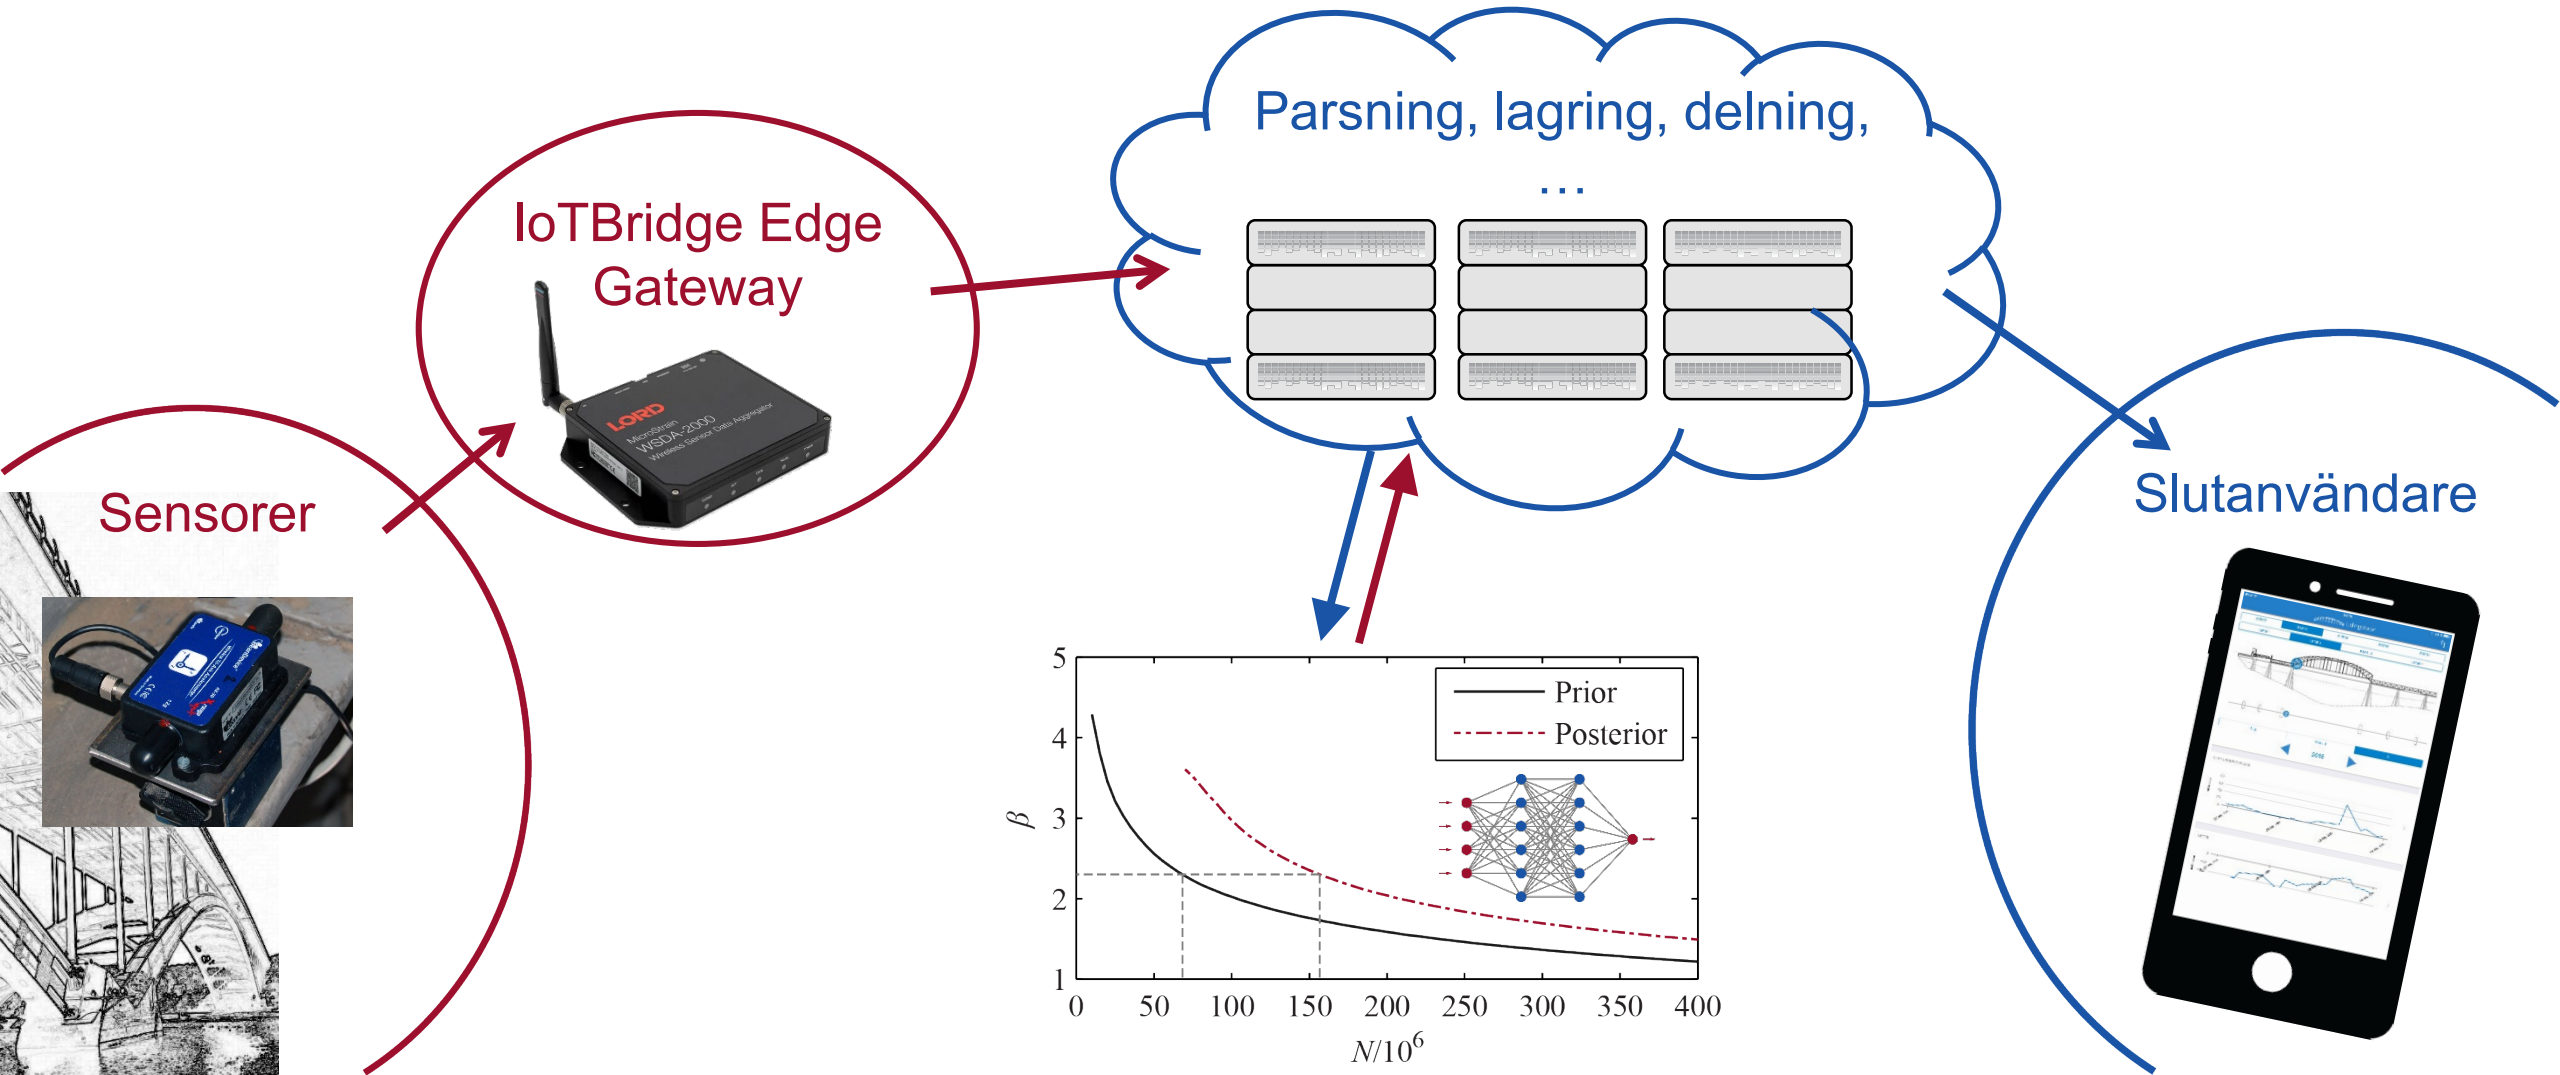 Parsning, lagring, delning,
…
IoTBridge Edge
Gateway
LORD
MicroStrain
WSDA-2000
Wireless Sensor Data Aggregator
Sensorer
Slutanvändare
5
4
3
2
1
β
Prior
Posterior
0 50 100 150 200 250 300 350 400
N/10⁶